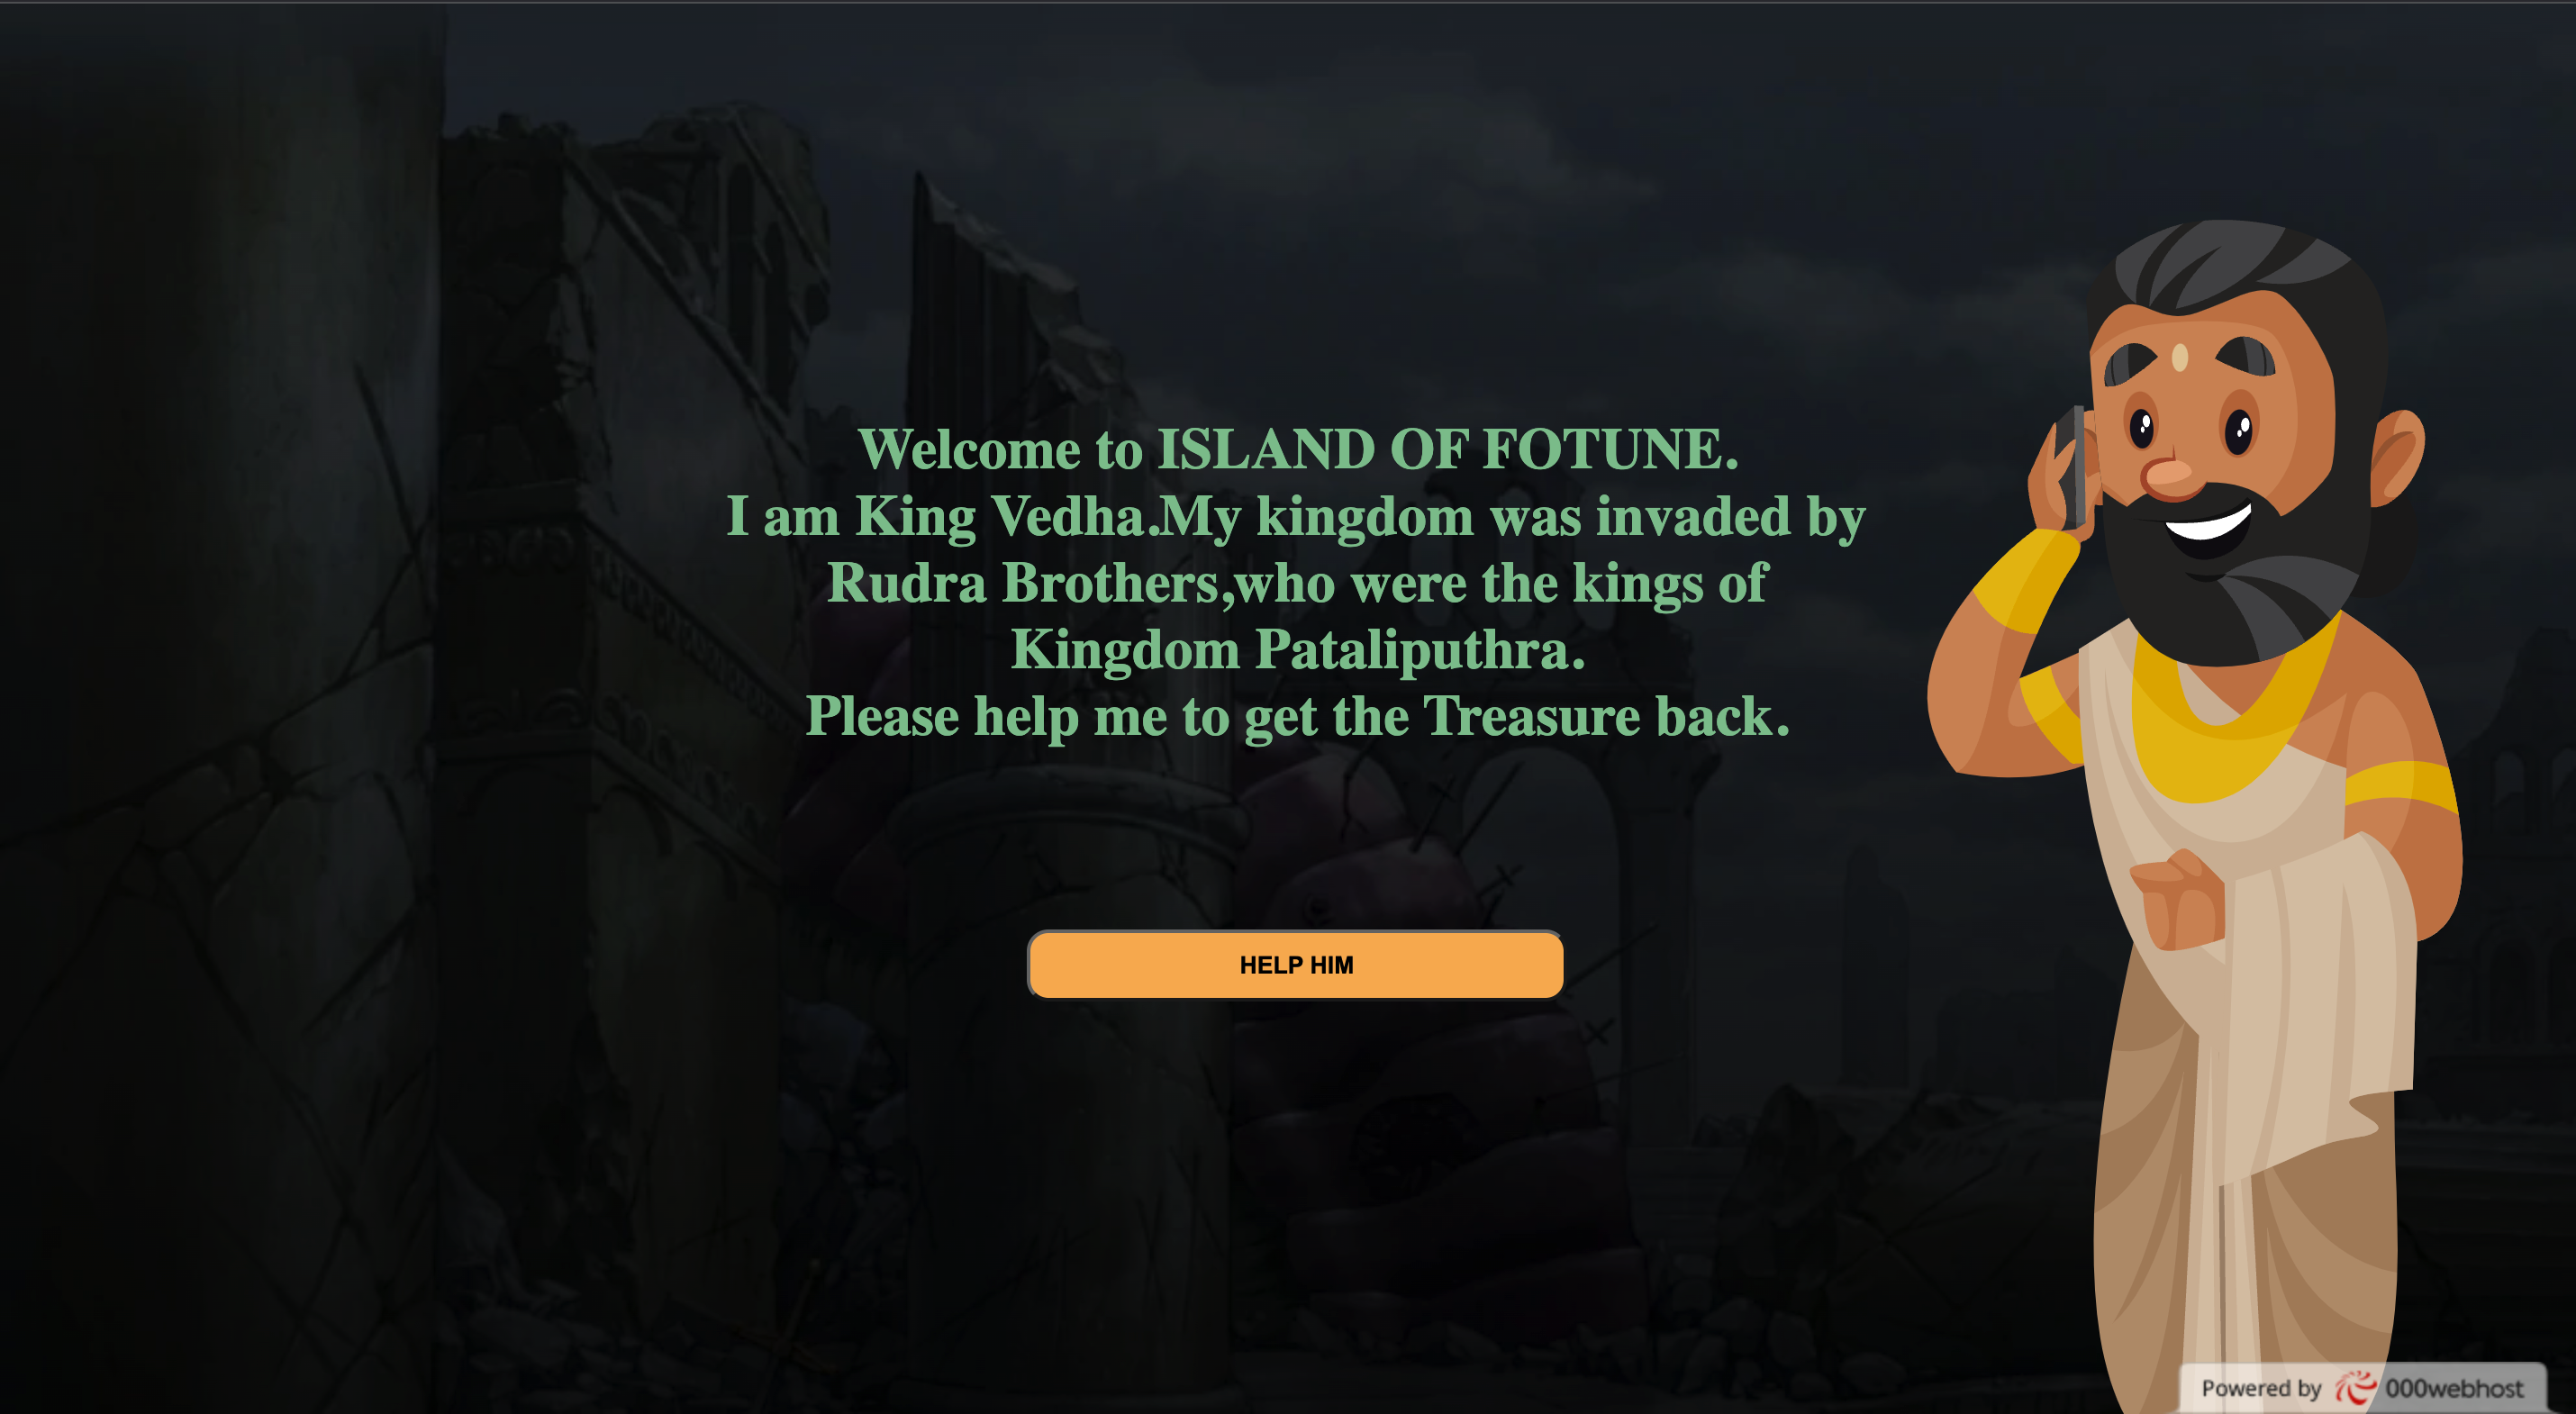 Welcome to ISLAND OF FOTUNE.
I am King Vedha.My kingdom was invaded by
Rudra Brothers,who were the kings of
Kingdom Pataliputhra.
Please help me to get the Treasure back.
HELP HIM
Powered by 000webhost